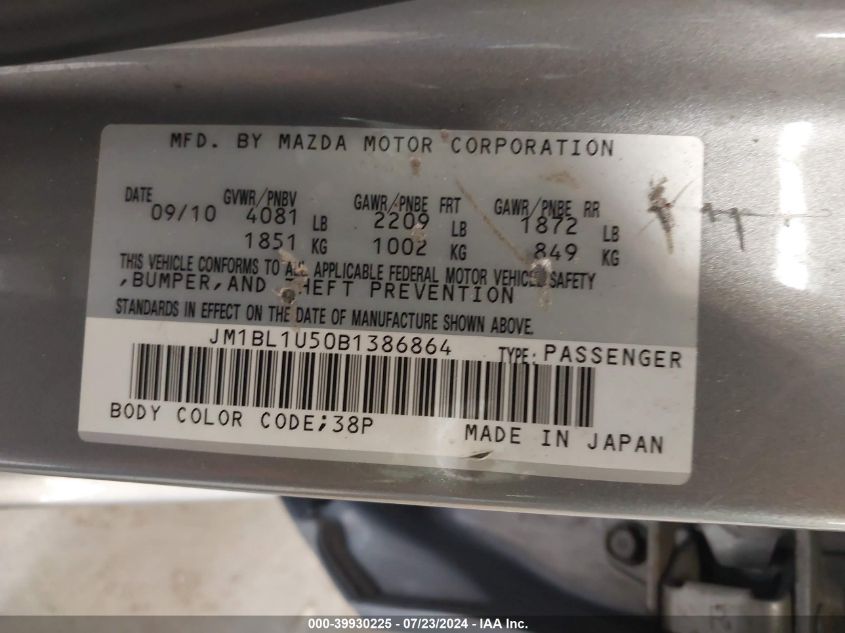 MFD. BY MAZDA MOTOR CORPORATION
DATE GVWR/PNBV GAWR/PNBE FRT GAWR/PNBE RR
09/10 4081 LB 2209 LB 1872 LB
1851 KG 1002 KG 849 KG
THIS VEHICLE CONFORMS TO ALL APPLICABLE FEDERAL MOTOR VEHICLE SAFETY
,BUMPER,AND THEFT PREVENTION
STANDARDS IN EFFECT ON THE DATE OF MANUFACTURE SHOWN ABOVE.
JM1BL1U50B1386864 TYPE: PASSENGER
BODY COLOR CODE;38P MADE IN JAPAN
000-39930225 - 07/23/2024 - IAAI.com